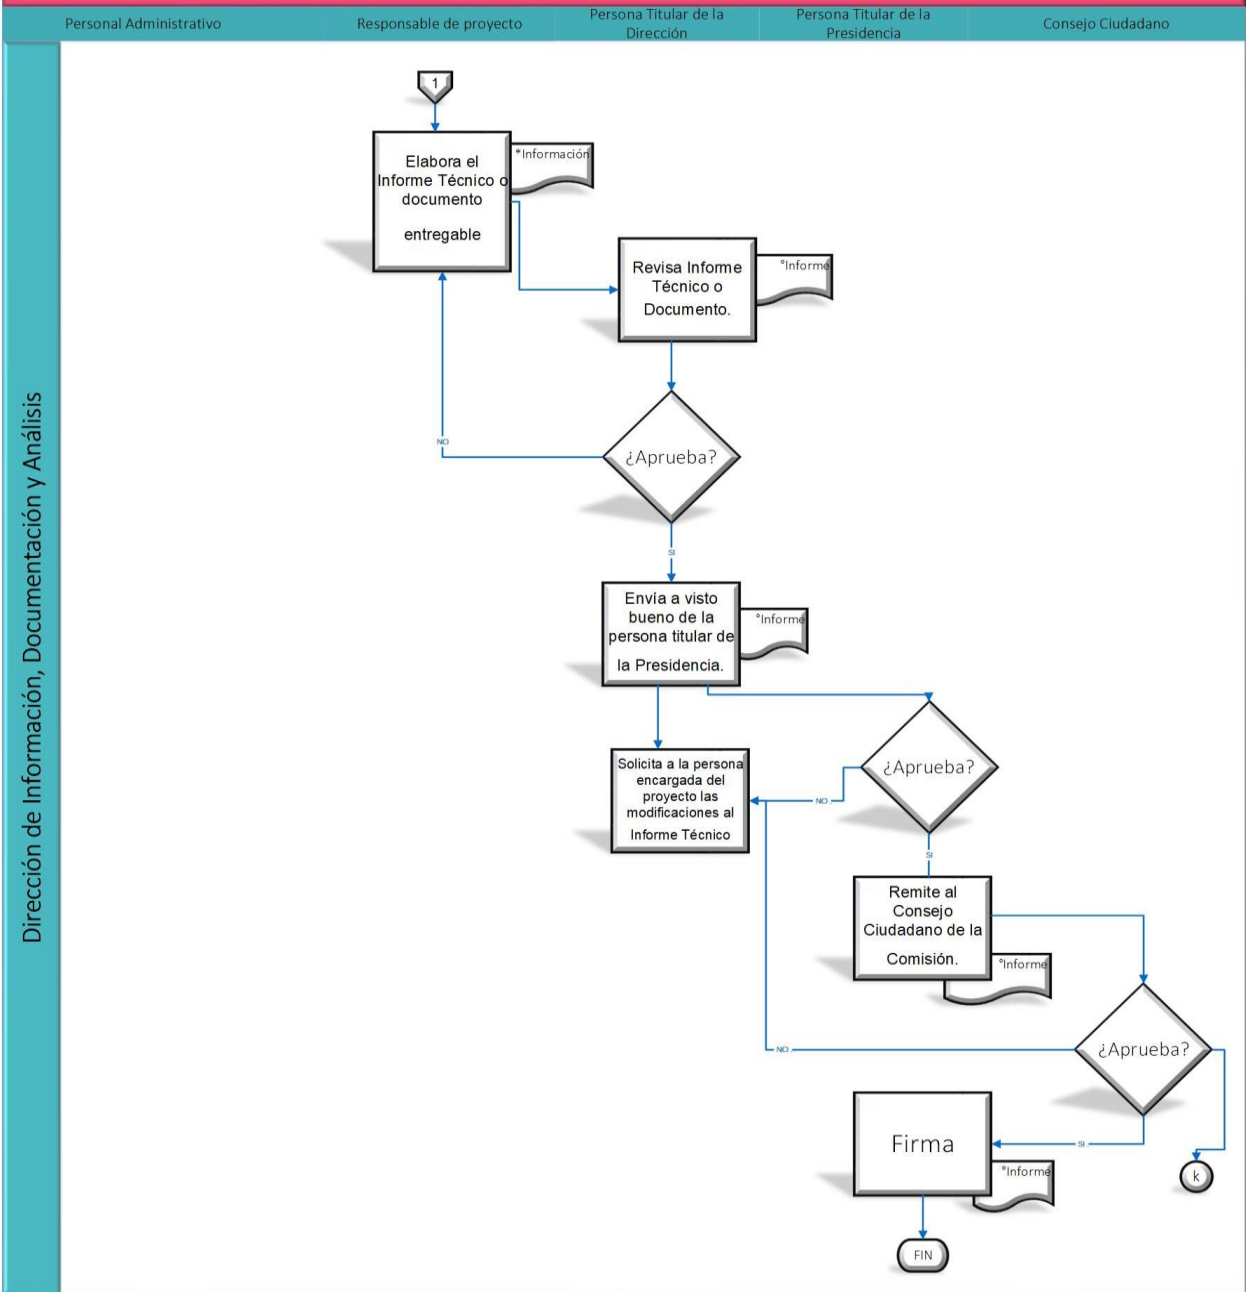 Personal Administrativo
Responsable de proyecto
Persona Titular de la
Dirección
Persona Titular de la
Presidencia
Consejo Ciudadano
Dirección de Información, Documentación y Análisis
1
Elabora el
Informe Técnico o
documento
entregable
*Información
Revisa Informe
Técnico o
Documento.
°Informe
¿Aprueba?
NO
SI
Envía a visto
bueno de la
persona titular de
la Presidencia.
°Informe
Solicita a la persona
encargada del
proyecto las
modificaciones al
Informe Técnico
¿Aprueba?
NO
SI
Remite al
Consejo
Ciudadano de la
Comisión.
°Informe
¿Aprueba?
NO
SI
k
Firma
°Informe
FIN